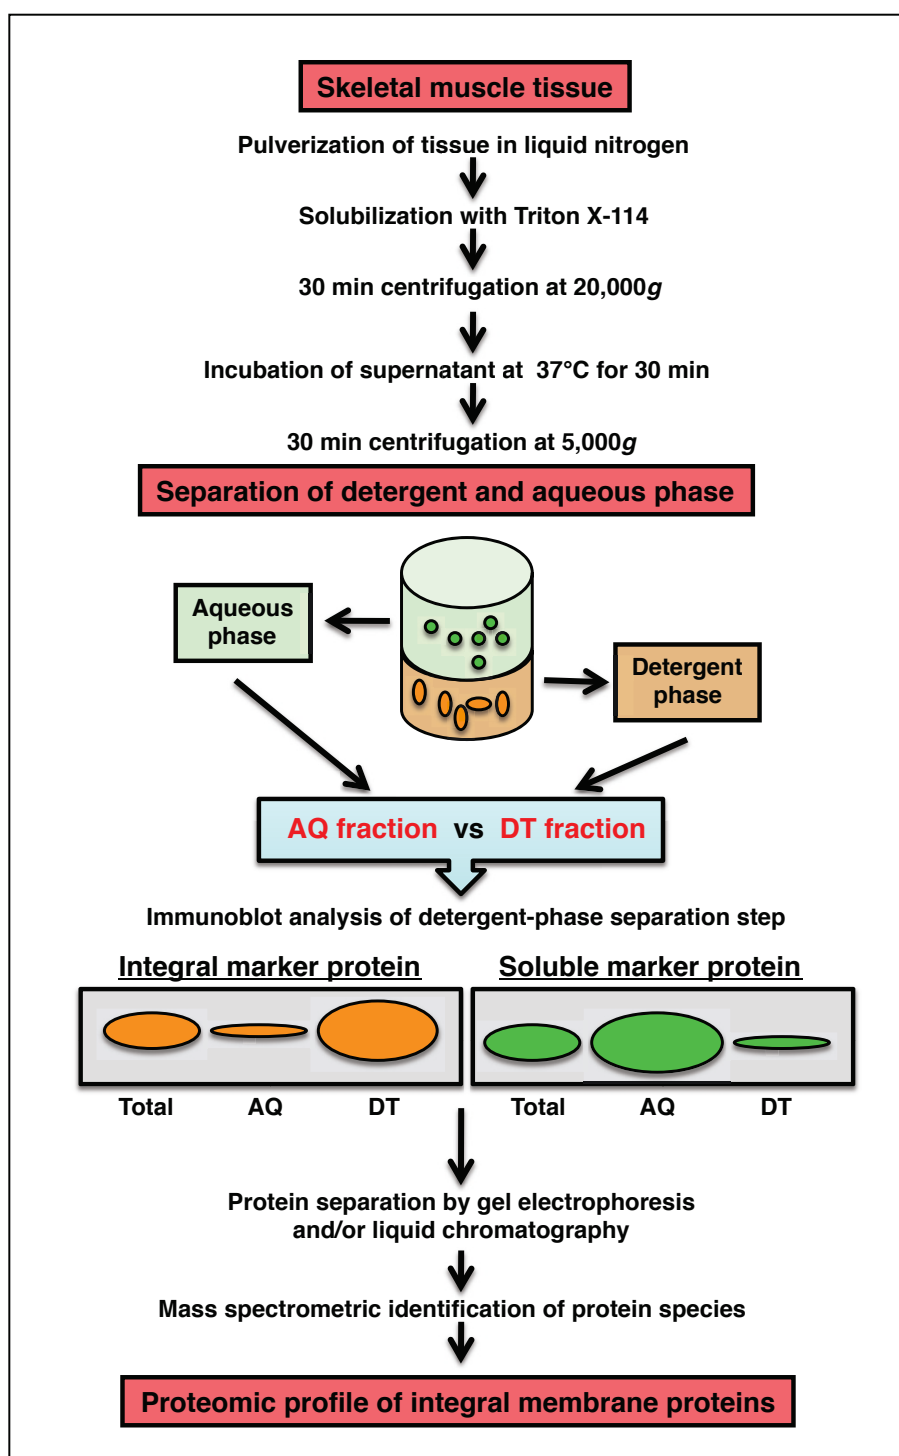 Skeletal muscle tissue
Pulverization of tissue in liquid nitrogen
Solubilization with Triton X-114
30 min centrifugation at 20,000g
Incubation of supernatant at 37°C for 30 min
30 min centrifugation at 5,000g
Separation of detergent and aqueous phase
Aqueous
phase
Detergent
phase
AQ fraction vs DT fraction
Immunoblot analysis of detergent-phase separation step
Integral marker protein
Soluble marker protein
Total AQ DT
Total AQ DT
Protein separation by gel electrophoresis
and/or liquid chromatography
Mass spectrometric identification of protein species
Proteomic profile of integral membrane proteins